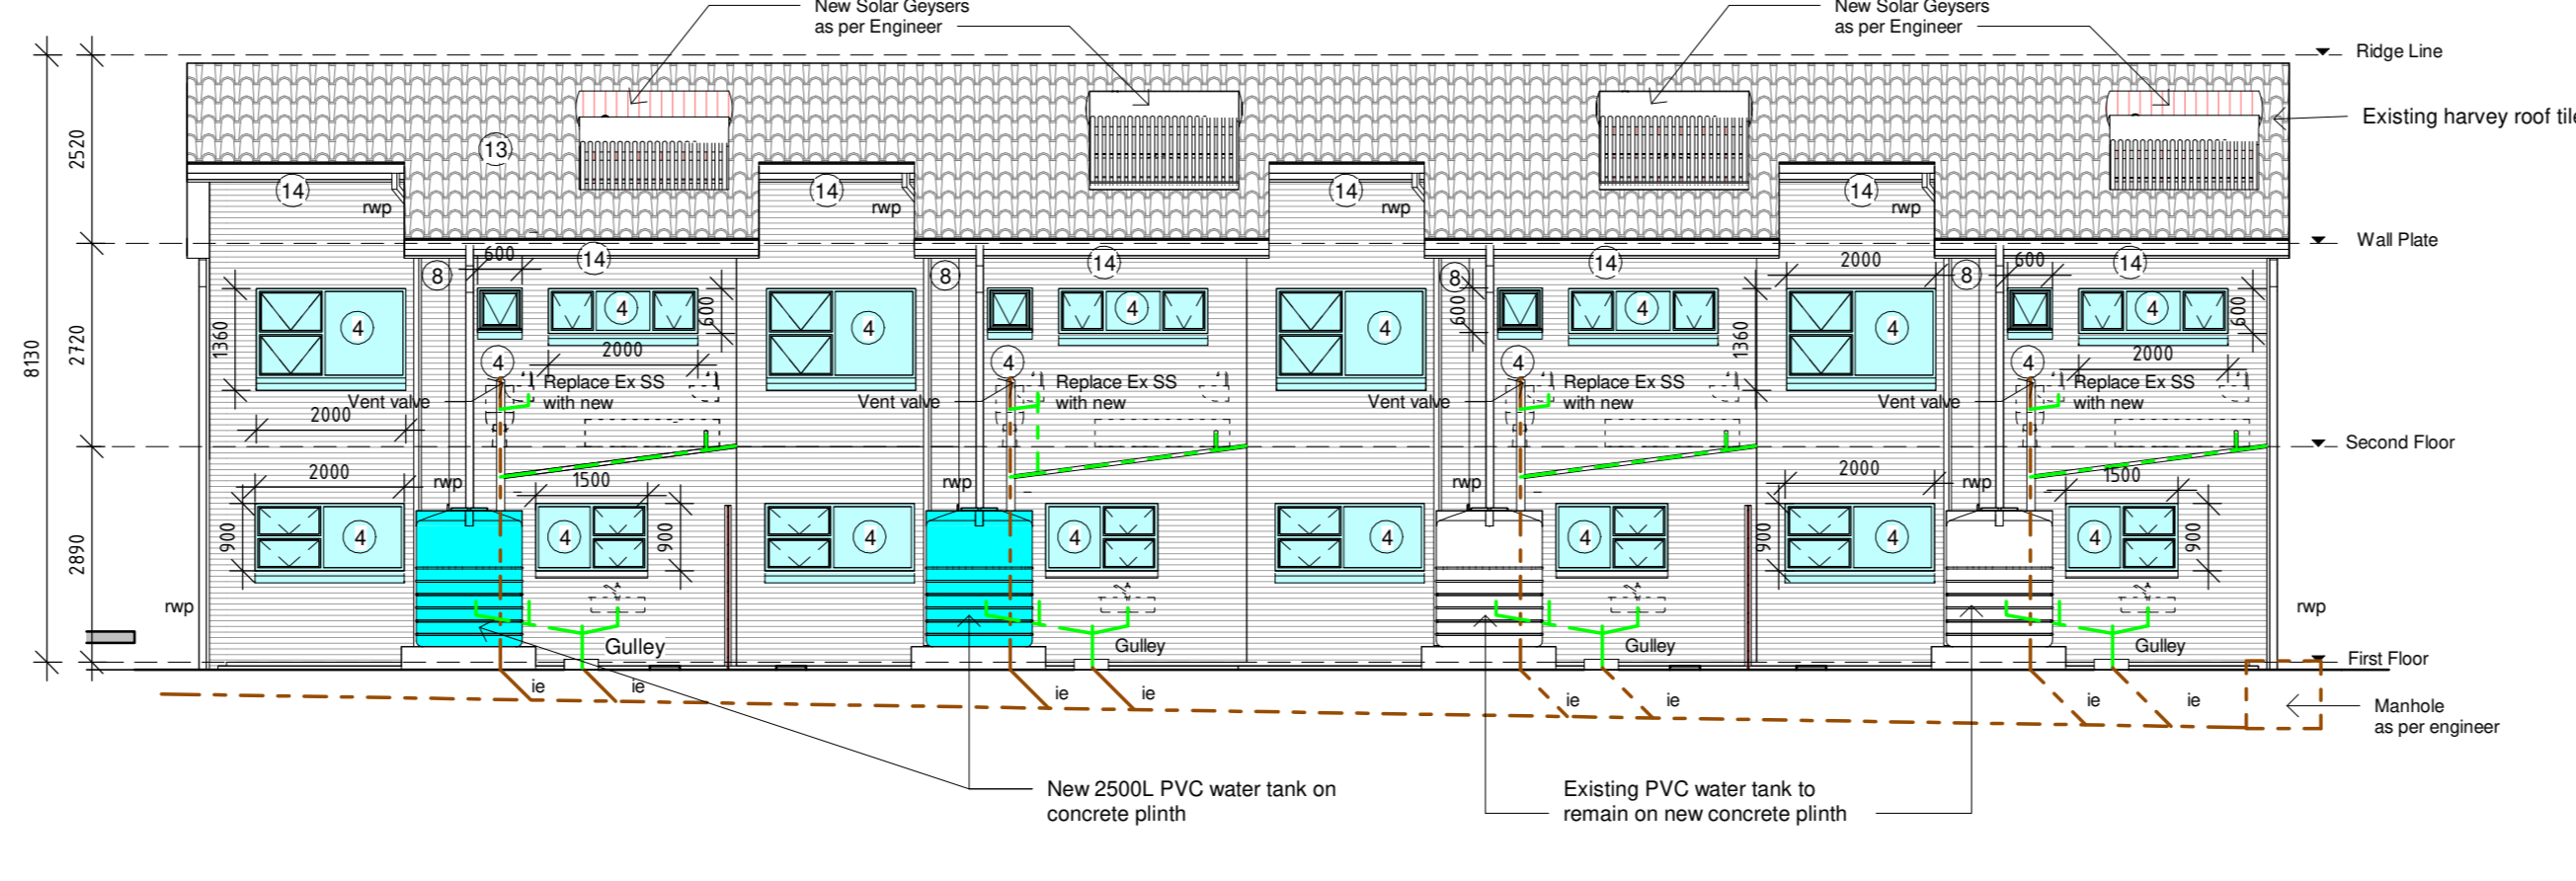 New Solar Geysers
as per Engineer
New Solar Geysers
as per Engineer
Ridge Line
Existing harvey roof tile
2520
13
14
rwp
14
rwp
14
rwp
14
rwp
Wall Plate
8
600
14
8
14
8
14
2000
8
600
14
8130
2720
1360
4
4
600
4
4
4
600
4
1360
4
4
600
2000
2000
4
4
4
4
Replace Ex SS
with new
Vent valve
Replace Ex SS
with new
Vent valve
Replace Ex SS
with new
Vent valve
Replace Ex SS
with new
Vent valve
2000
Second Floor
2000
rwp
1500
rwp
rwp
2000
rwp
1500
2890
900
4
4
900
4
4
4
4
900
4
4
900
rwp
rwp
Gulley
Gulley
Gulley
Gulley
First Floor
ie
ie
ie
ie
ie
ie
ie
ie
Manhole
as per engineer
New 2500L PVC water tank on
concrete plinth
Existing PVC water tank to
remain on new concrete plinth